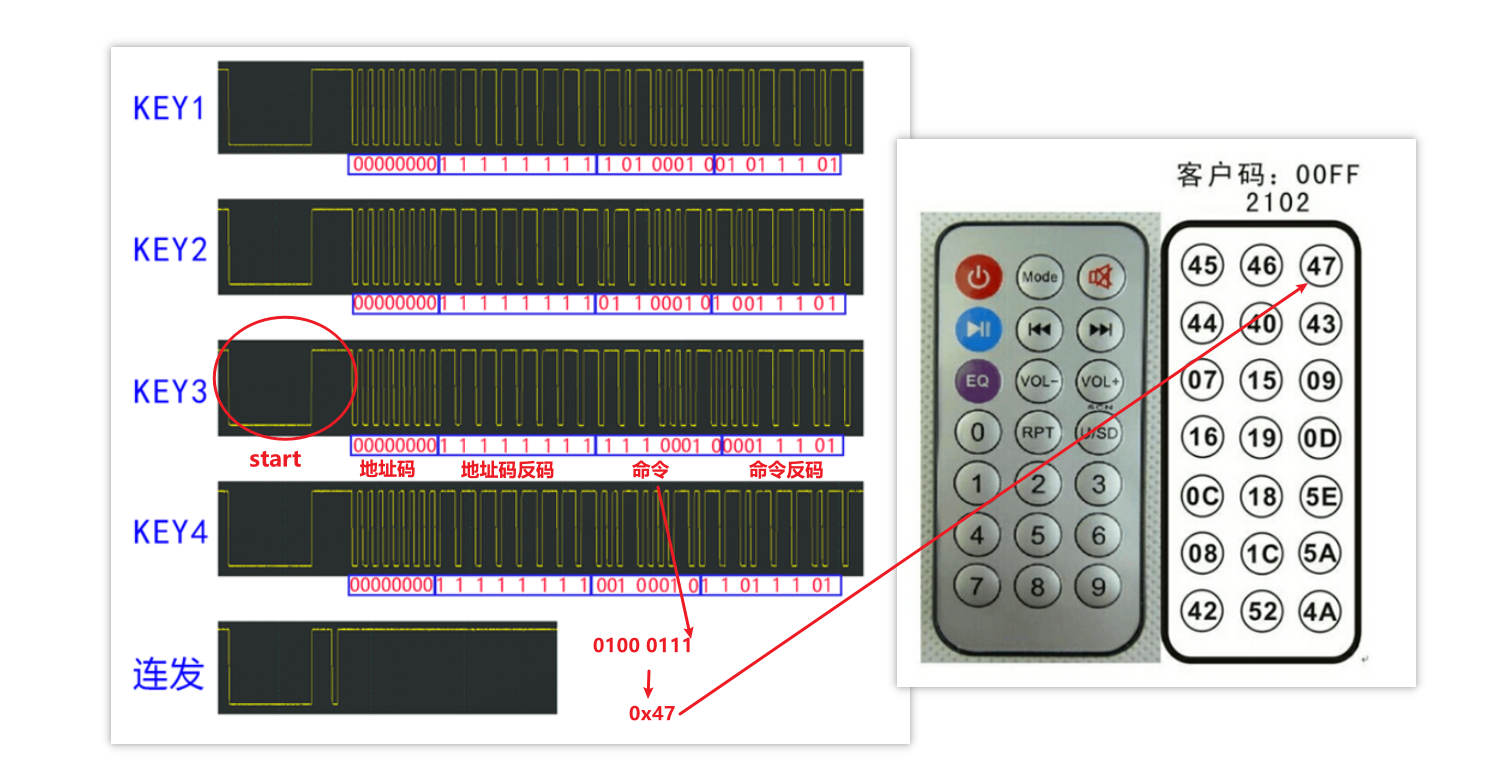 KEY1
00000000 1 1 1 1 1 1 1 1 1 01 0001 0 01 01 1 1 01
KEY2
00000000 1 1 1 1 1 1 1 1 01 1 0001 0 1 001 1 1 01
KEY3
00000000 1 1 1 1 1 1 1 1 1 1 1 0001 0 0001 1 1 01
start
地址码 地址码反码 命令 命令反码
KEY4
00000000 1 1 1 1 1 1 1 1 001 0001 0 1 1 01 1 1 01
连发
0100 0111
0x47
客户码：00FF
2102
Mode
EQ VOL- VOL+
SCN
0 RPT U/SD
1 2 3
4 5 6
7 8 9
45 46 47
44 40 43
07 15 09
16 19 0D
0C 18 5E
08 1C 5A
42 52 4A